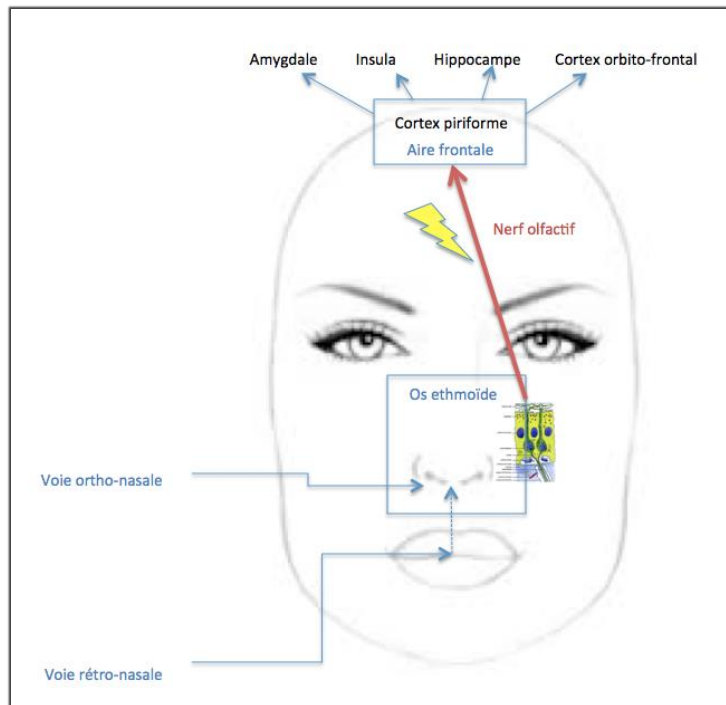 Amygdale
Insula
Hippocampe
Cortex orbito-frontal
Cortex piriforme
Aire frontale
Nerf olfactif
Os ethmoïde
Voie ortho-nasale
Voie rétro-nasale